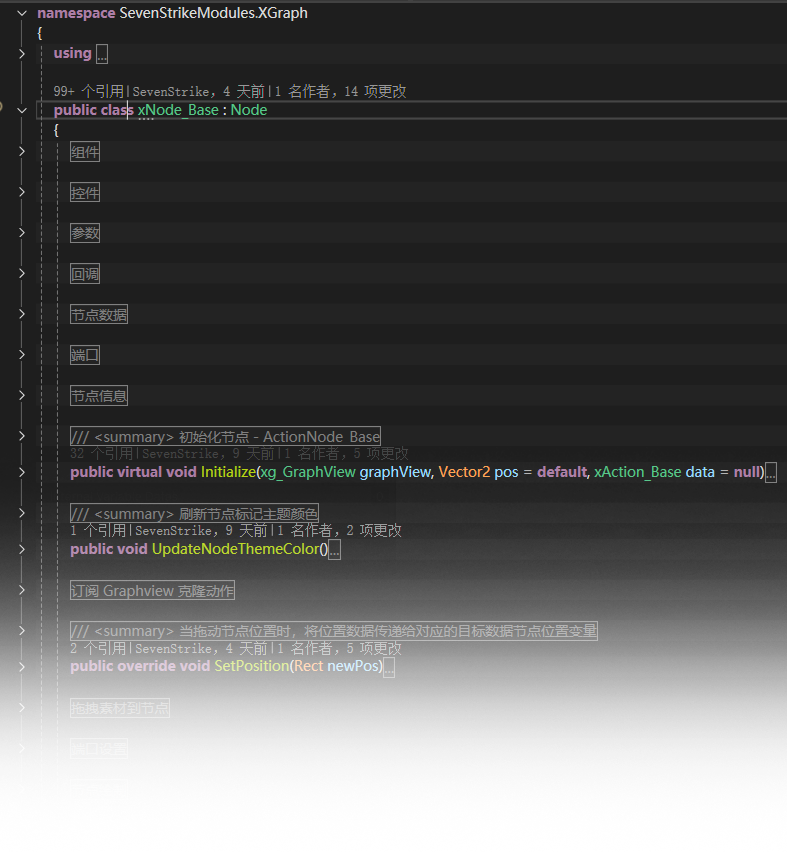 namespace SevenStrikeModules.XGraph
{
using ...
99+ 个引用|SevenStrike，4 天前|1 名作者，14 项更改
public class xNode_Base : Node
{
组件
控件
参数
回调
节点数据
端口
节点信息
/// <summary> 初始化节点 - ActionNode_Base
32 个引用|SevenStrike，9 天前|1 名作者，5 项更改
public virtual void Initialize(xg_GraphView graphView, Vector2 pos = default, xAction_Base data = null)...
/// <summary> 刷新节点标记主题颜色
1 个引用|SevenStrike，9 天前|1 名作者，2 项更改
public void UpdateNodeThemeColor()...
订阅 Graphview 克隆动作
/// <summary> 当拖动节点位置时，将位置数据传递给对应的目标数据节点位置变量
2 个引用|SevenStrike，4 天前|1 名作者，5 项更改
public override void SetPosition(Rect newPos)...
拖拽素材到节点
端口设置